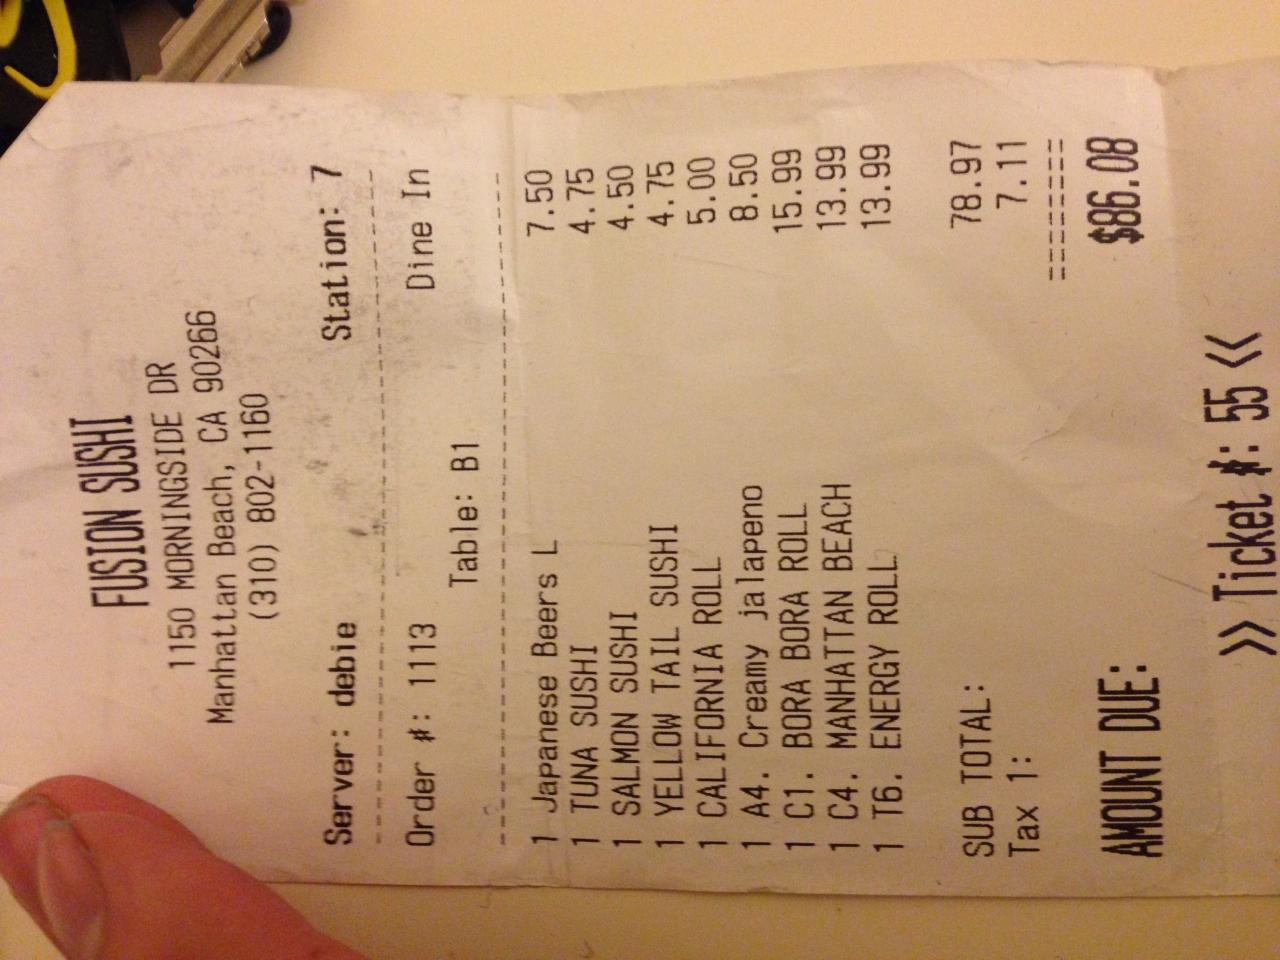 FUSION SUSHI
1150 MORNINGSIDE DR
Manhattan Beach, CA 90266
(310) 802-1160
Server: debie Station: 7
Order #: 1113 Dine In
Table: B1
1 Japanese Beers L 7.50
1 TUNA SUSHI 4.75
1 SALMON SUSHI 4.50
1 YELLOW TAIL SUSHI 4.75
1 CALIFORNIA ROLL 5.00
1 A4. Creamy jalapeno 8.50
1 C1. BORA BORA ROLL 15.99
1 C4. MANHATTAN BEACH 13.99
1 T6. ENERGY ROLL 13.99
SUB TOTAL: 78.97
Tax 1: 7.11
=======
AMOUNT DUE: $86.08
>> Ticket #: 55 <<